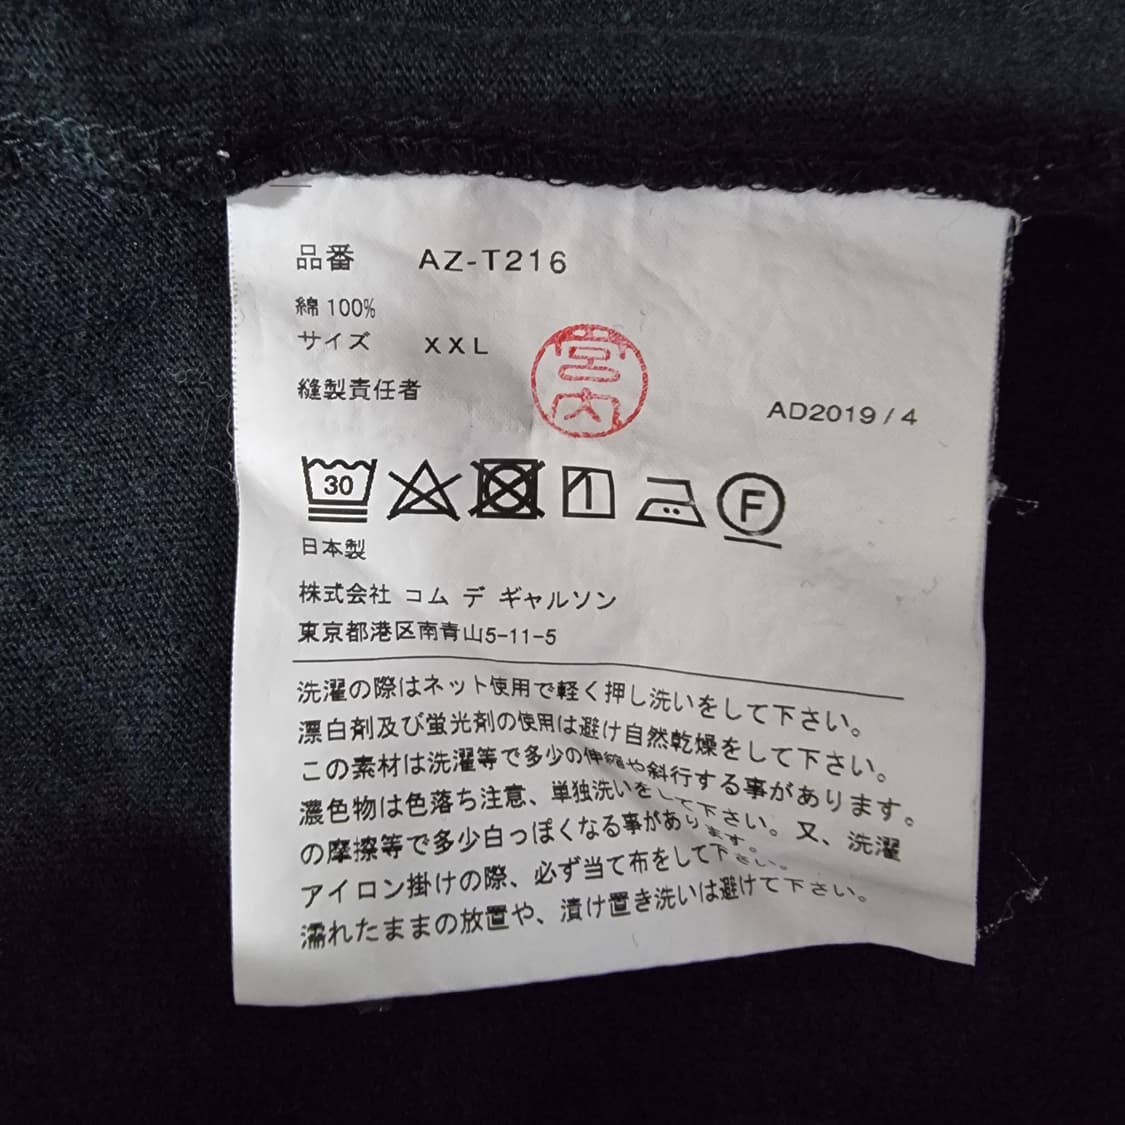 品番 AZ-T216
綿 100%
サイズ XXL
宮内
縫製責任者
AD2019/4
30
F
日本製
株式会社 コム デ ギャルソン
東京都港区南青山5-11-5
洗濯の際はネット使用で軽く押し洗いをして下さい。
漂白剤及び蛍光剤の使用は避け自然乾燥をして下さい。
この素材は洗濯等で多少の伸縮や斜行する事があります。
濃色物は色落ち注意、単独洗いをして下さい。又、洗濯
の摩擦等で多少白っぽくなる事があります。
アイロン掛けの際、必ず当て布をして下さい。
濡れたままの放置や、漬け置き洗いは避けて下さい。